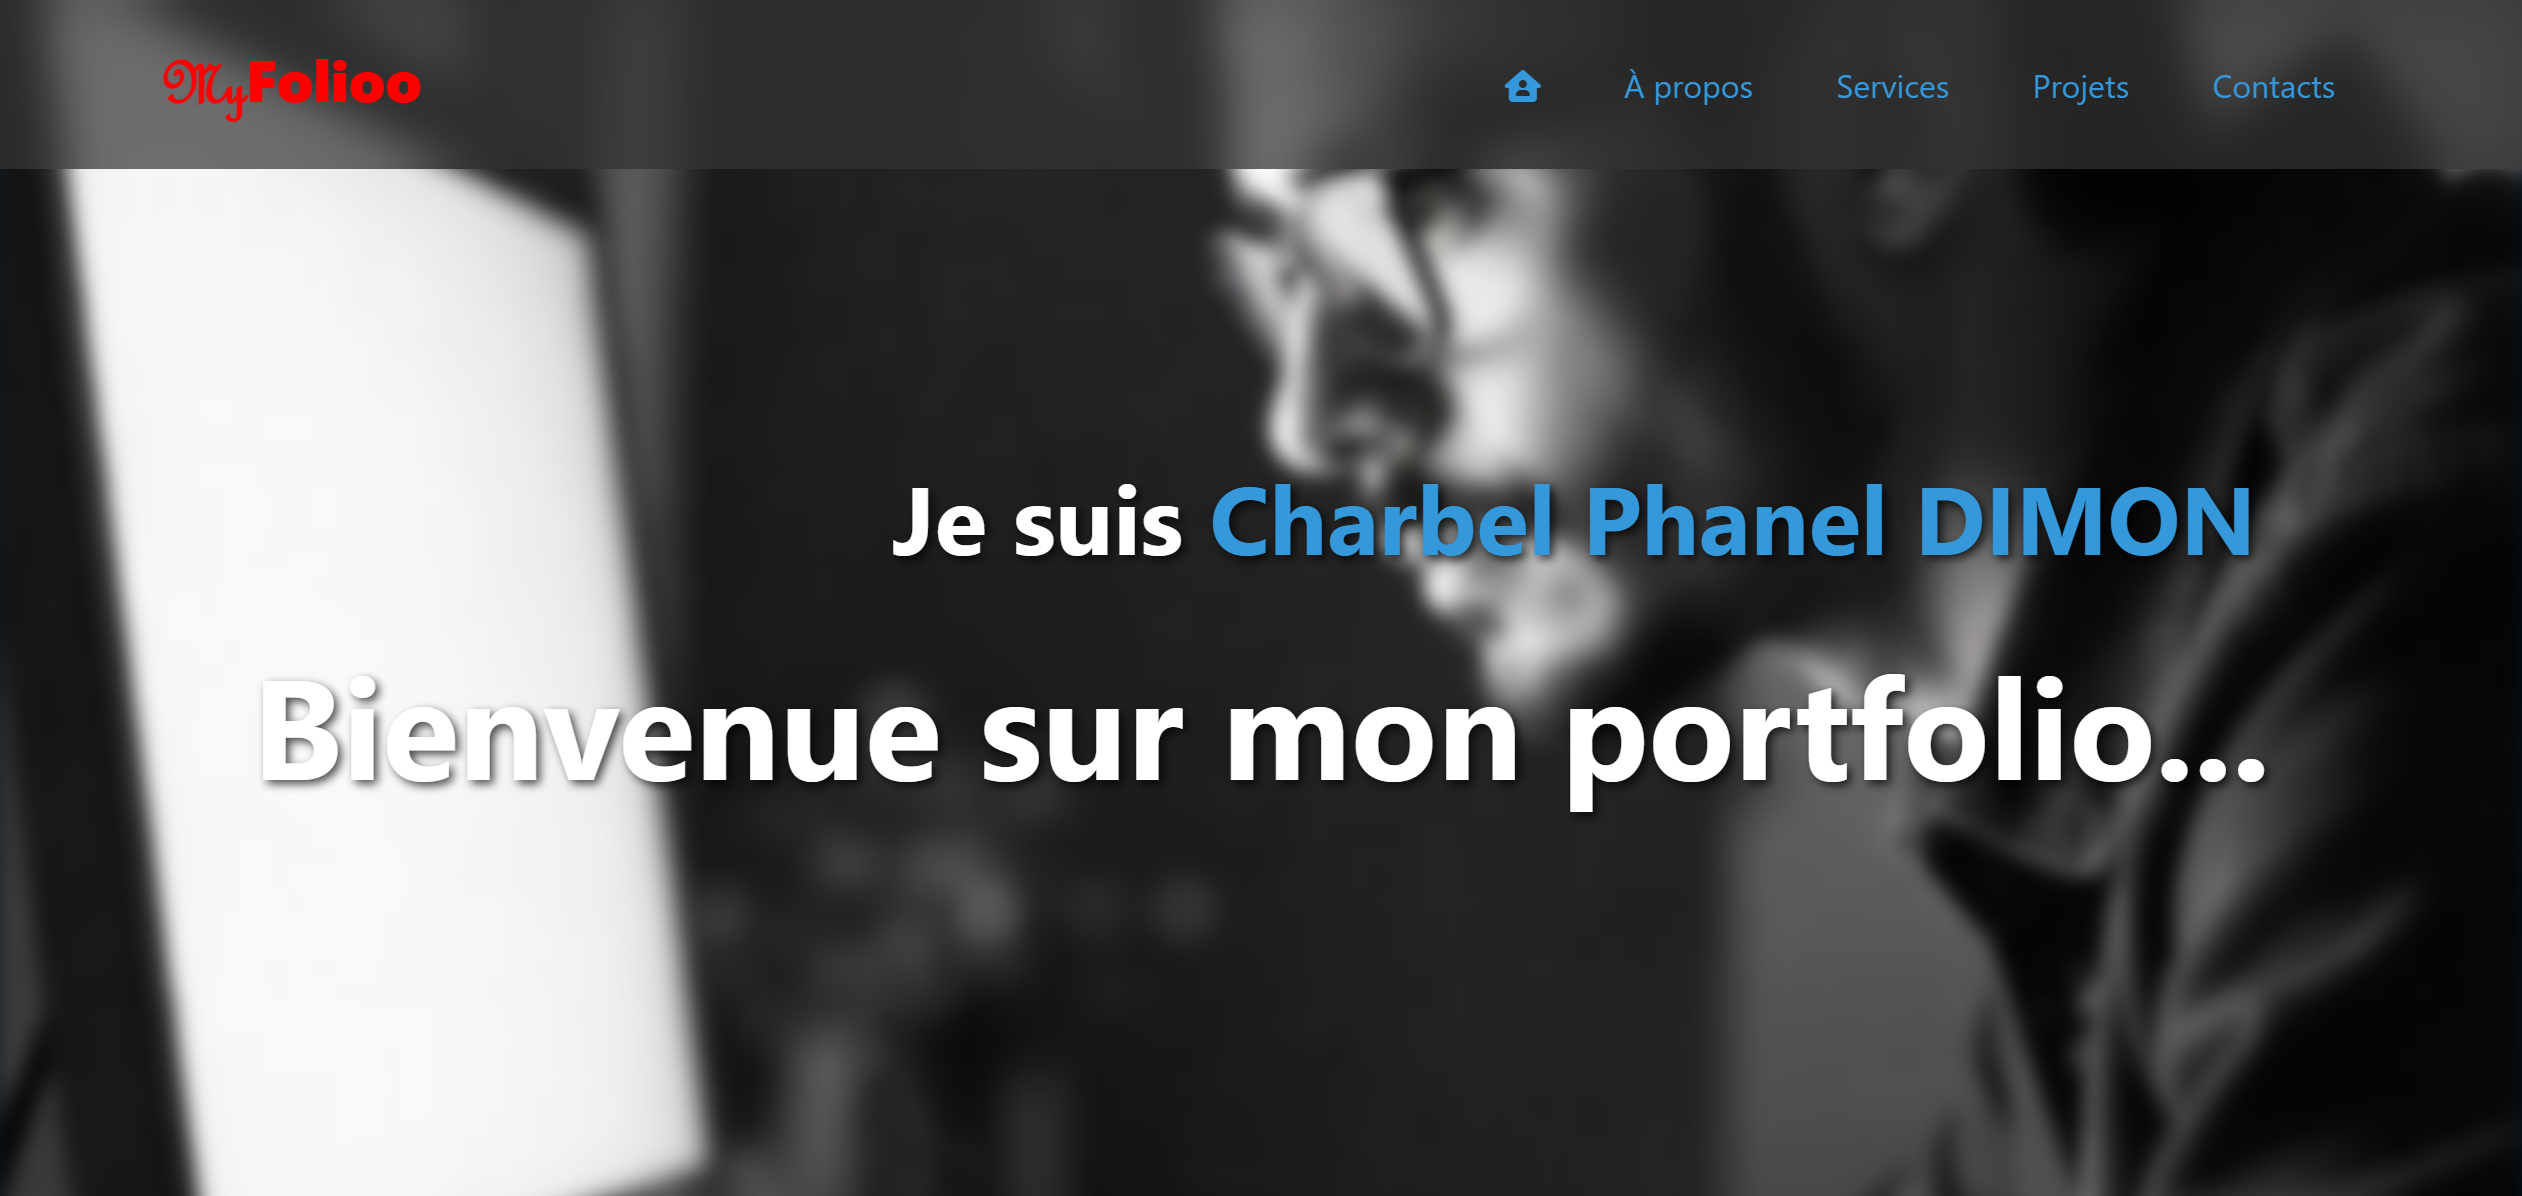 MyFolioo
À propos
Services
Projets
Contacts
Je suis Charbel Phanel DIMON
Bienvenue sur mon portfolio...